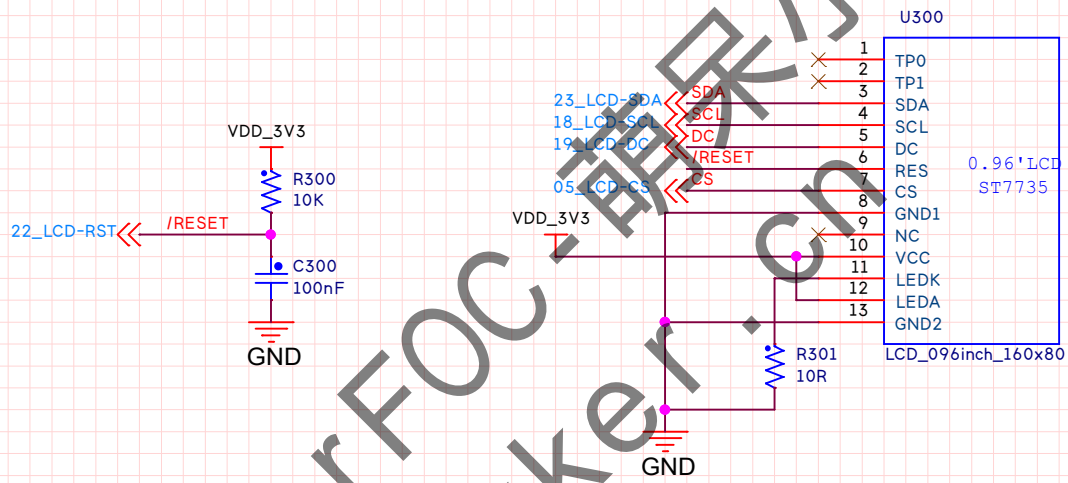 U300
1
TP0
2
TP1
23_LCD-SDA
SDA
3
SDA
18_LCD-SCL
SCL
4
SCL
VDD_3V3
19_LCD-DC
DC
5
DC
/RESET
6
RES
0.96'LCD
R300
10K
05_LCD-CS
CS
7
CS
ST7735
8
GND1
22_LCD-RST
/RESET
VDD_3V3
9
NC
10
VCC
C300
100nF
11
LEDK
12
LEDA
13
GND2
GND
R301
10R
LCD_096inch_160x80
GND
rFOC-萌
cker.cn